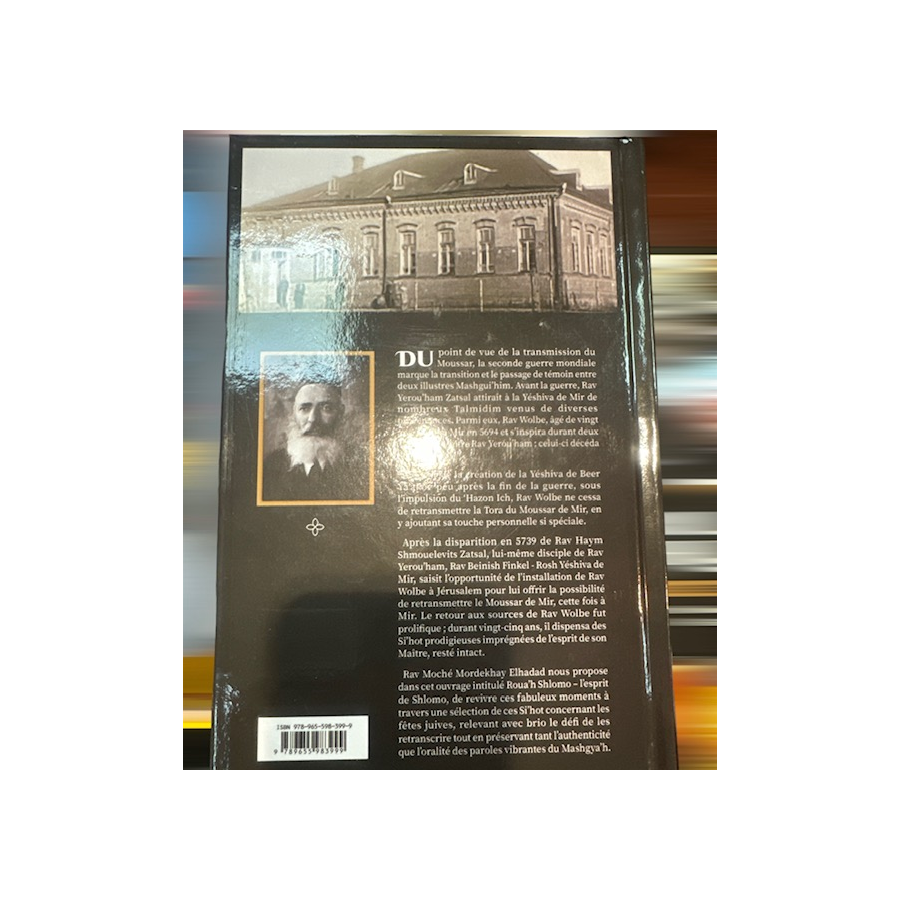 DU point de vue de la transmission du
Moussar, la seconde guerre mondiale
marque la transition et le passage de témoin entre
deux illustres Mashgui'him. Avant la guerre, Rav
Yerou'ham Zatsal attirait à la Yéshiva de Mir de
nombreux Talmidim venus de diverses
Parmi eux, Rav Wolbe, âgé de vingt
Mir en 5694 et s'inspira durant deux
Rav Yerou'ham ; celui-ci décéda
la création de la Yéshiva de Beer
peu après la fin de la guerre, sous
l'impulsion du 'Hazon Ich, Rav Wolbe ne cessa
de retransmettre la Tora du Moussar de Mir, en
y ajoutant sa touche personnelle si spéciale.
Après la disparition en 5739 de Rav Haym
Shmouelevits Zatsal, lui-même disciple de Rav
Yerou'ham, Rav Beinish Finkel - Rosh Yéshiva de
Mir, saisit l'opportunité de l'installation de Rav
Wolbe à Jérusalem pour lui offrir la possibilité
de retransmettre le Moussar de Mir, cette fois à
Mir. Le retour aux sources de Rav Wolbe fut
prolifique ; durant vingt-cinq ans, il dispensa des
Si'hot prodigieuses imprégnées de l'esprit de son
Maître, resté intact.
Rav Moché Mordekhay Elhadad nous propose
dans cet ouvrage intitulé Roua'h Shlomo – l'esprit
de Shlomo, de revivre ces fabuleux moments à
travers une sélection de ces Si'hot concernant les
fêtes juives, relevant avec brio le défi de les
retranscrire tout en préservant tant l'authenticité
que l'oralité des paroles vibrantes du Mashgya'h.
ISBN 978-965-598-399-9
9 789655 983999